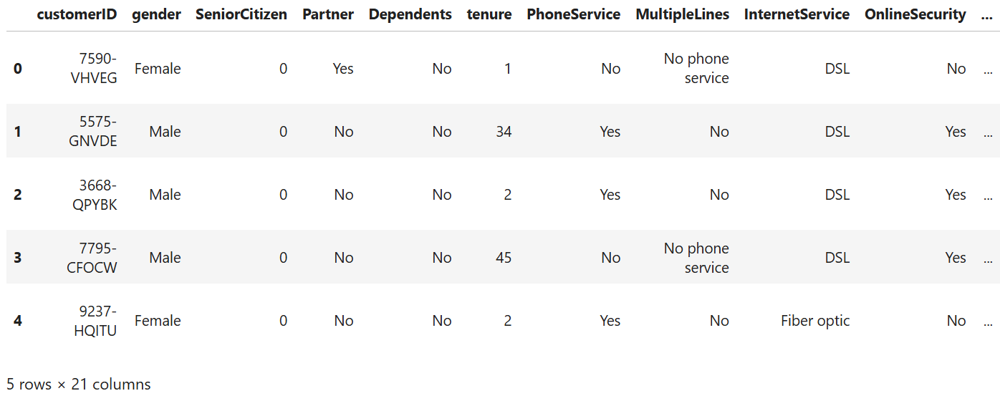 customerID gender SeniorCitizen Partner Dependents tenure PhoneService MultipleLines InternetService OnlineSecurity ...
0 7590-VHVEG Female 0 Yes No 1 No No phone service DSL No ...
1 5575-GNVDE Male 0 No No 34 Yes No DSL Yes ...
2 3668-QPYBK Male 0 No No 2 Yes No DSL Yes ...
3 7795-CFOCW Male 0 No No 45 No No phone service DSL Yes ...
4 9237-HQITU Female 0 No No 2 Yes No Fiber optic No ...
5 rows × 21 columns